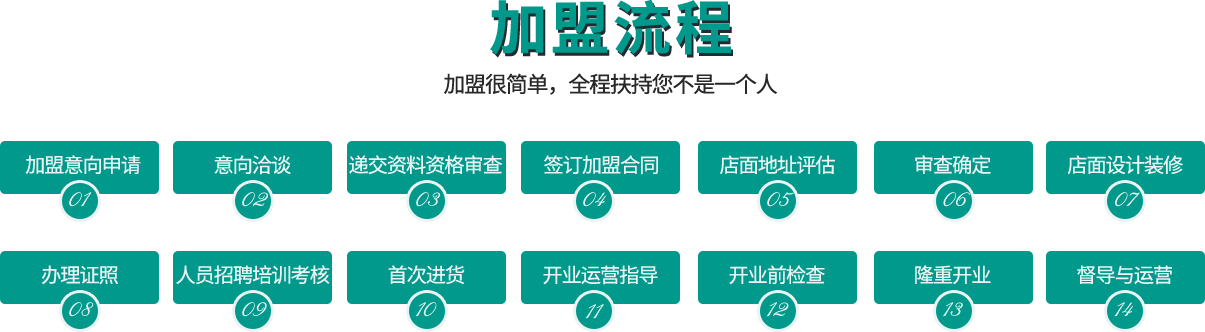 加盟流程
加盟很简单，全程扶持您不是一个人
加盟意向申请
01
意向洽谈
02
递交资料资格审查
03
签订加盟合同
04
店面地址评估
05
审查确定
06
店面设计装修
07
办理证照
08
人员招聘培训考核
09
首次进货
10
开业运营指导
11
开业前检查
12
隆重开业
13
督导与运营
14